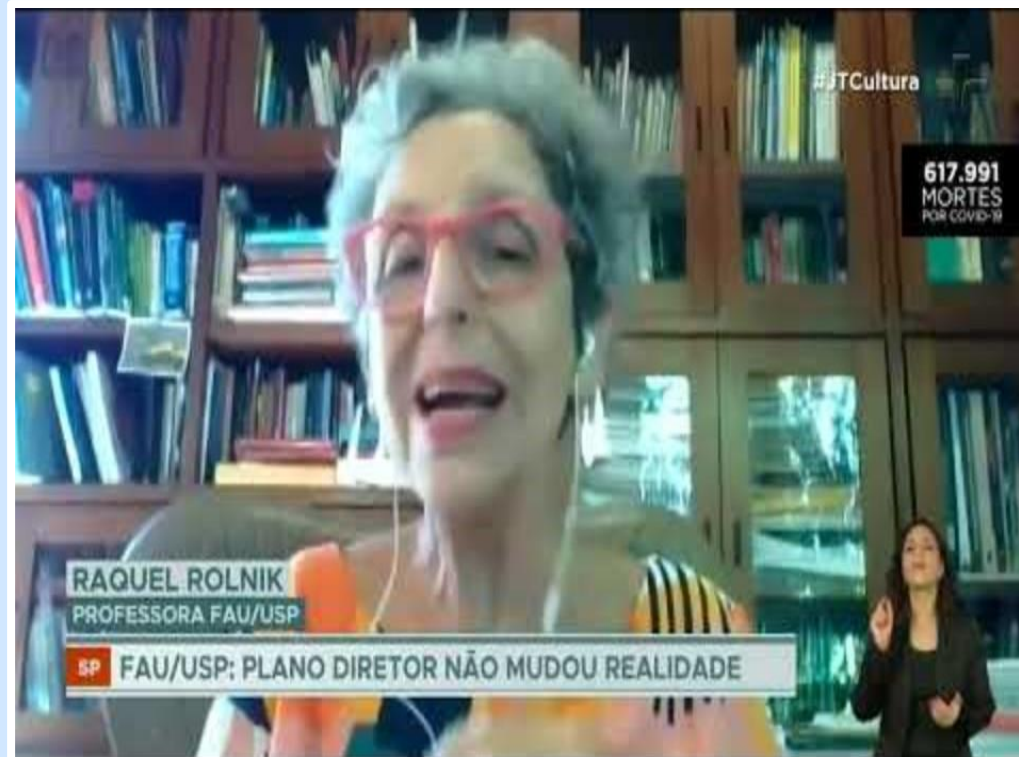 #JTCultura
617.991
MORTES
POR COVID-19
RAQUEL ROLNIK
PROFESSORA FAU/USP
SP FAU/USP: PLANO DIRETOR NÃO MUDOU REALIDADE